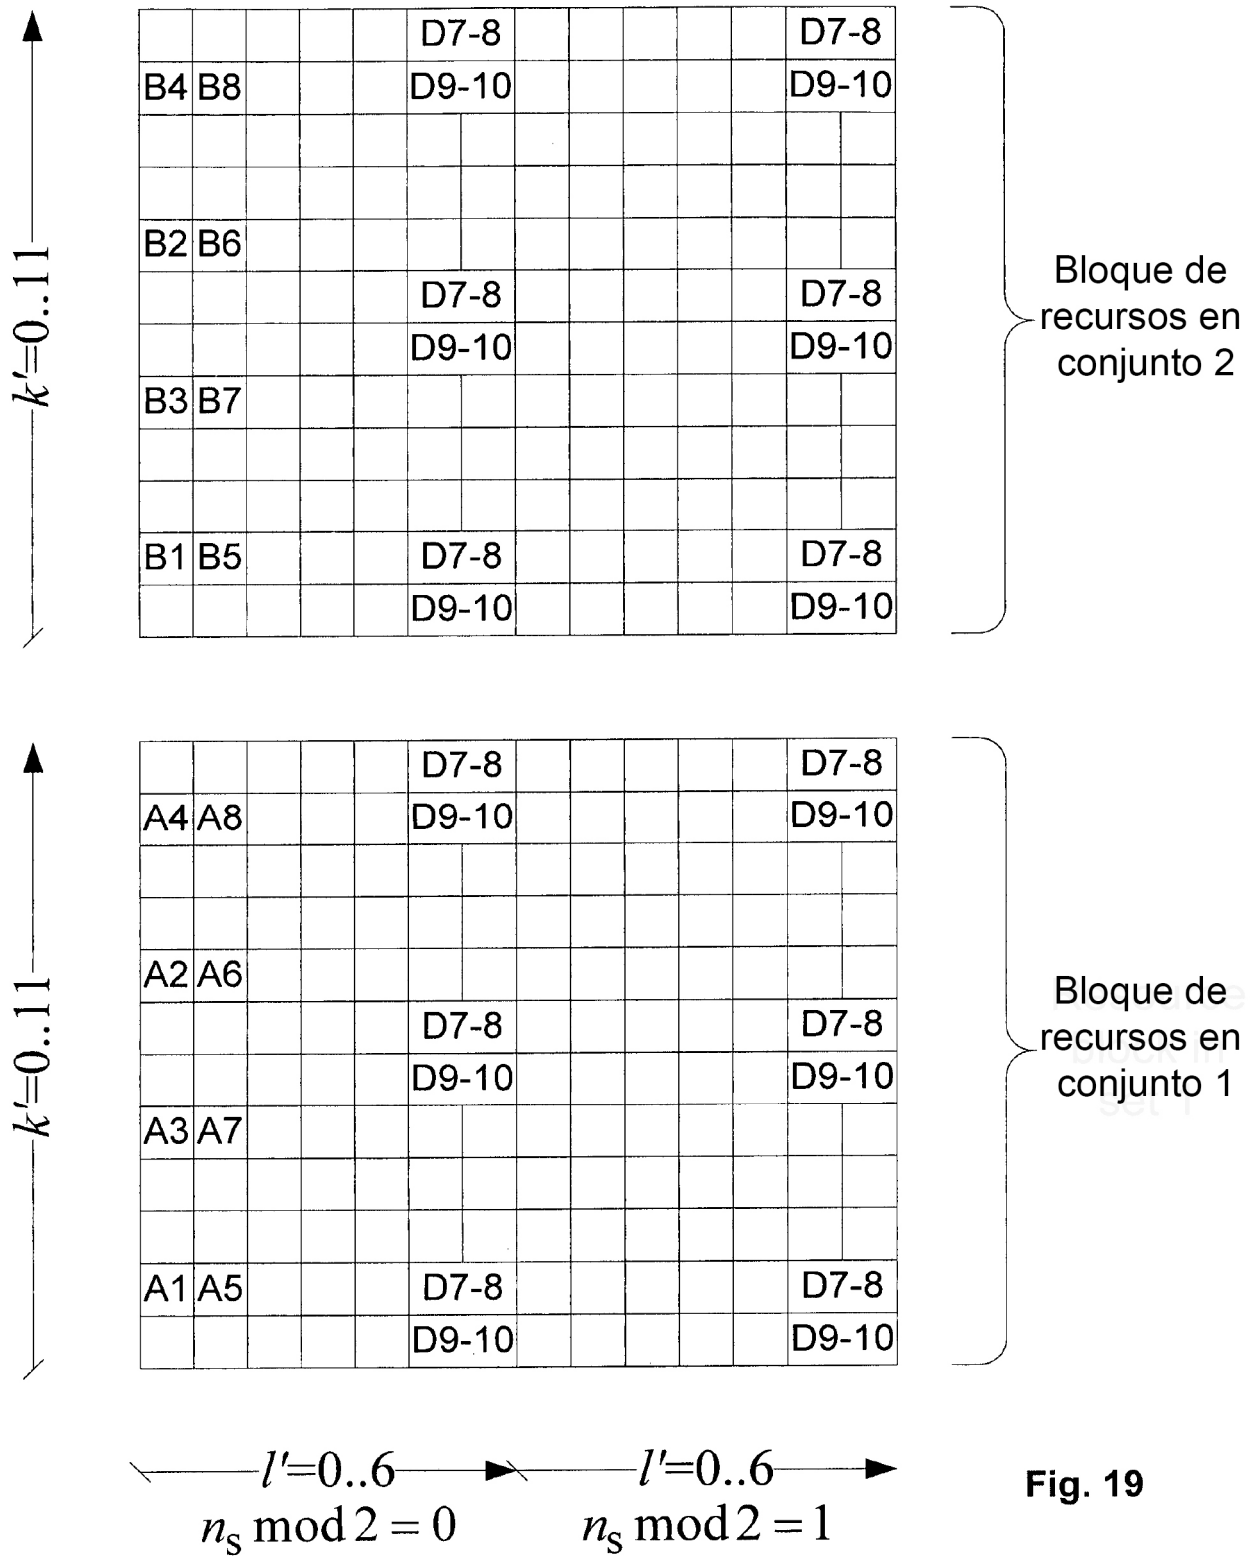 D7-8 D7-8
B4 B8 D9-10 D9-10
B2 B6
D7-8 D7-8
D9-10 D9-10
B3 B7
B1 B5 D7-8 D7-8
D9-10 D9-10
k'=0..11
Bloque de
recursos en
conjunto 2
D7-8 D7-8
A4 A8 D9-10 D9-10
A2 A6
D7-8 D7-8
D9-10 D9-10
A3 A7
A1 A5 D7-8 D7-8
D9-10 D9-10
k'=0..11
Bloque de
recursos en
conjunto 1
l'=0..6 l'=0..6
n_s mod 2 = 0 n_s mod 2 = 1
Fig. 19